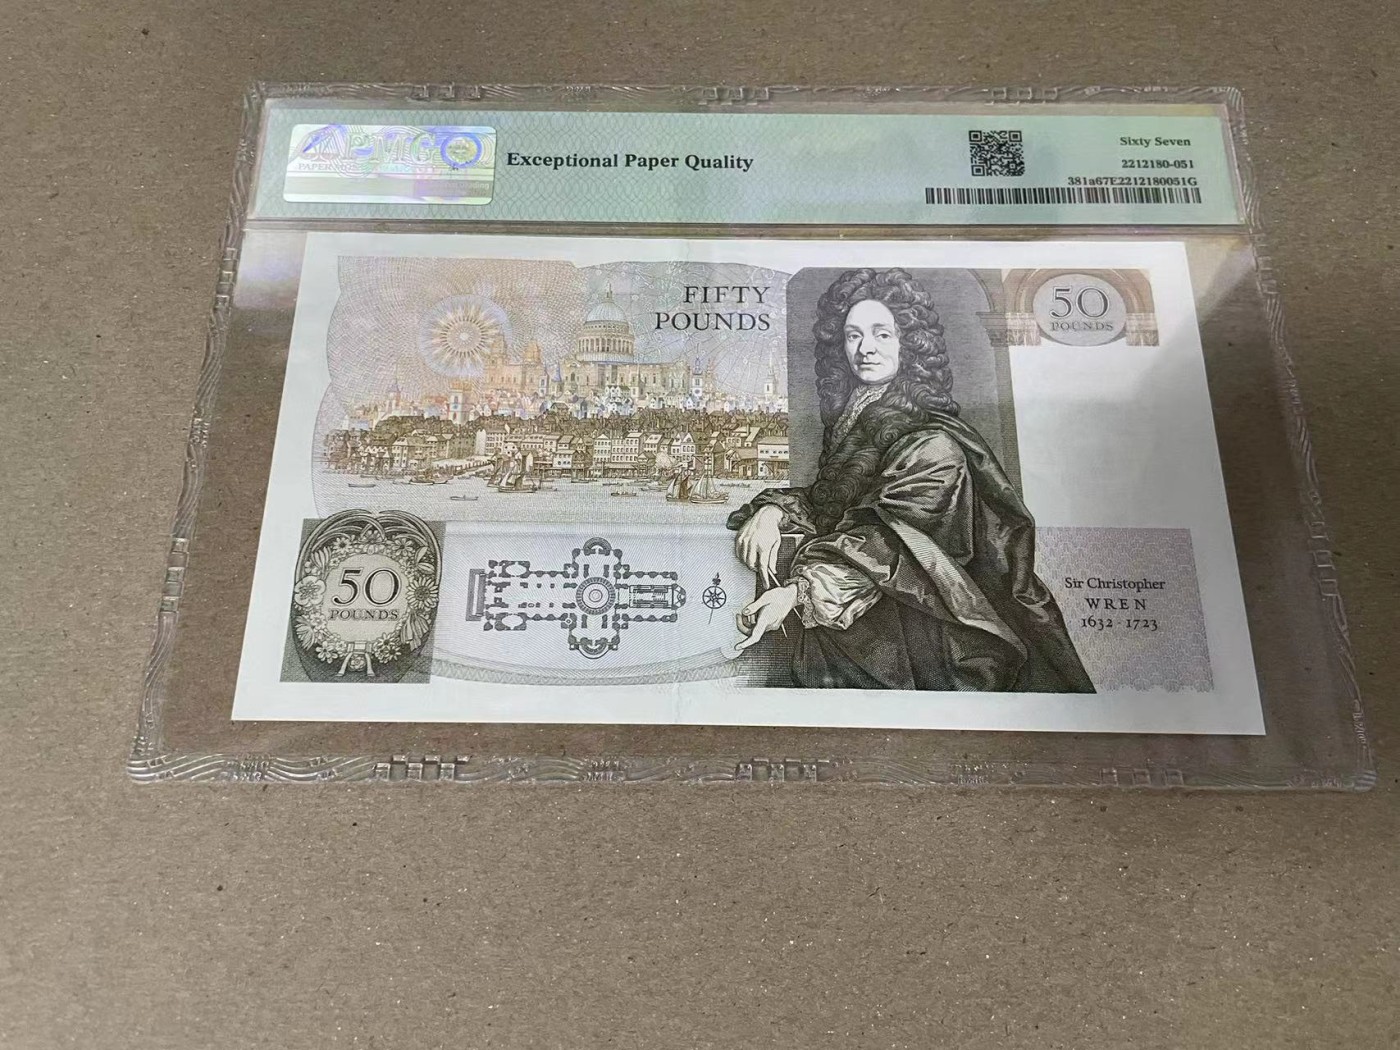 PMG
Exceptional Paper Quality
Sixty Seven
2212180-051
381a67E2212180051G
FIFTY
POUNDS
50
POUNDS
50
POUNDS
Sir Christopher
WREN
1632 · 1723